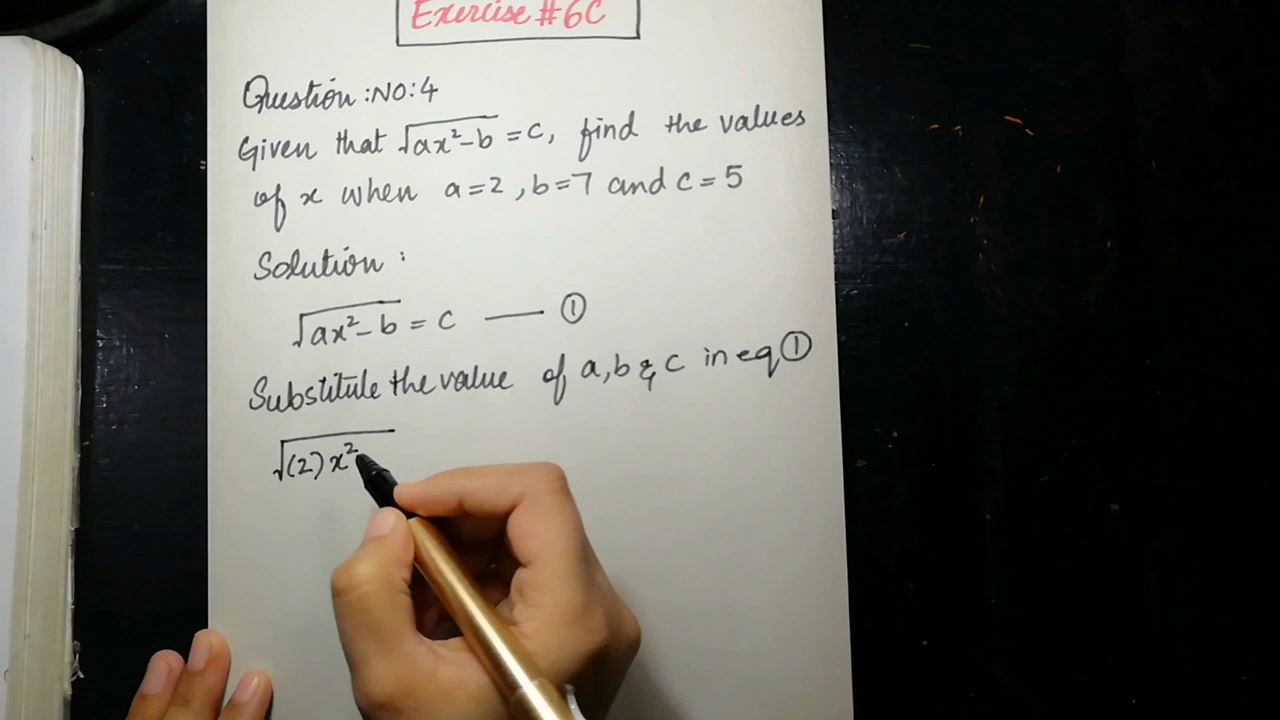 Exercise #6C
Question:NO:4
Given that √ax²-b = c, find the values
of x when a=2, b=7 and c=5
Solution:
√ax²-b = c —— ①
Substitute the value of a,b & c in eq ①
√(2)x²